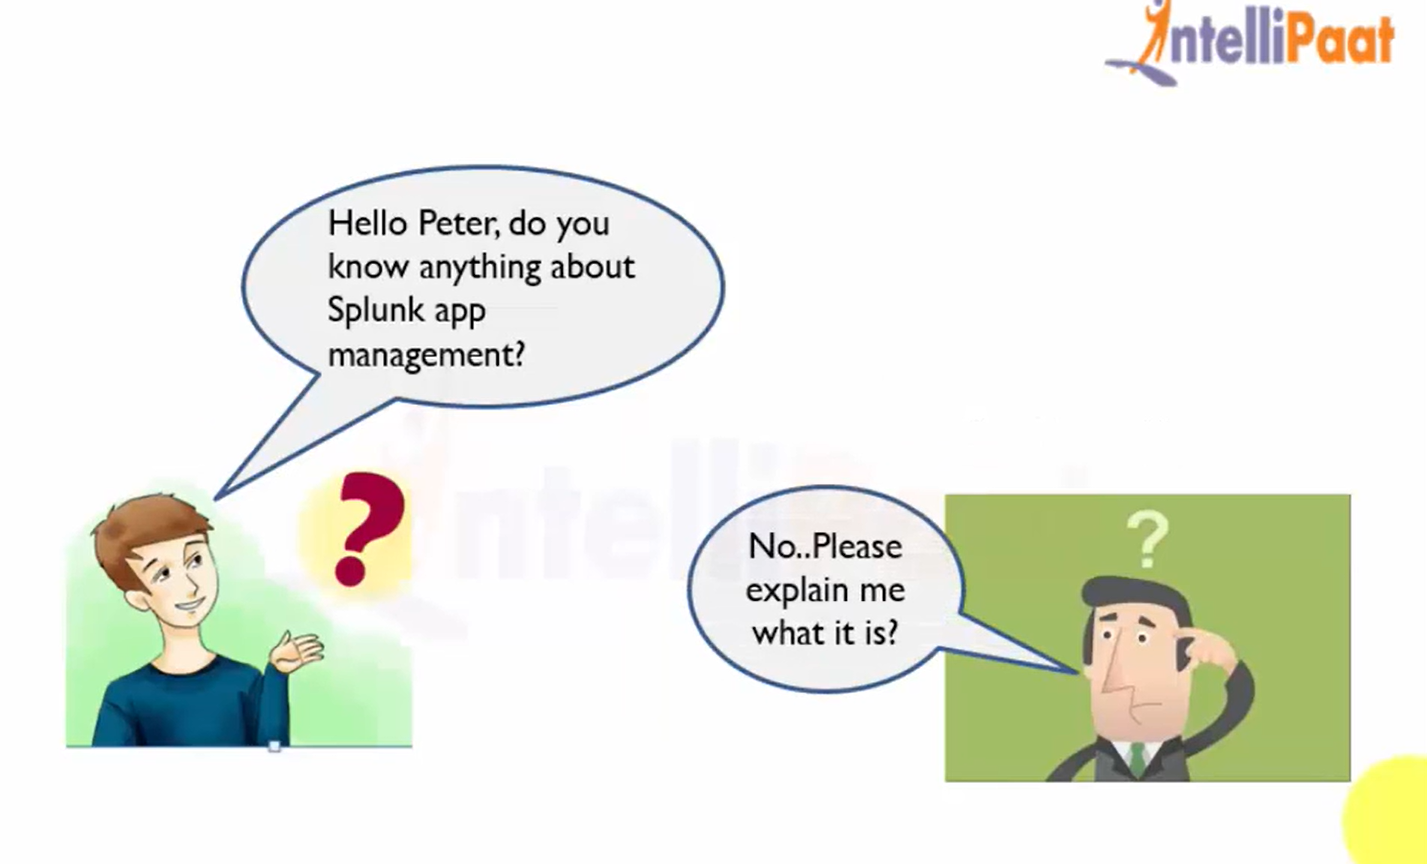 IntelliPaat
Hello Peter, do you
know anything about
Splunk app
management?
?
No..Please
explain me
what it is?
?